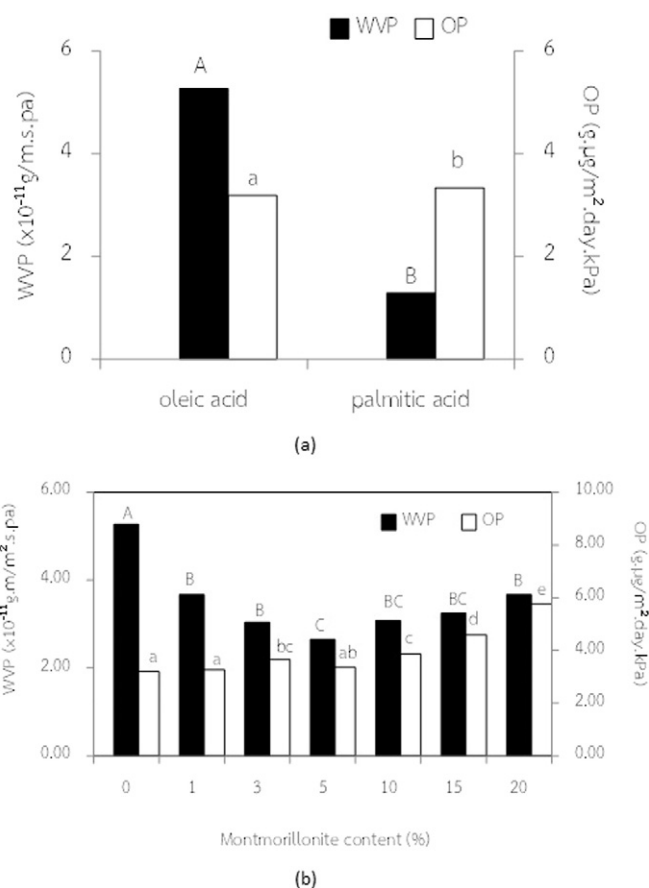 WVP OP
6 6
A
WVP (x10⁻¹¹g/m.s.pa)
OP (g.µg/m².day.kPa)
4 4
a b
2 2
B
0 0
oleic acid palmitic acid
(a)
6.00 10.00
A WVP OP
WVP (x10⁻¹¹g.m/m².s.pa)
OP (g.µg/m².day.kPa)
8.00
4.00
B B C BC BC B e
6.00
d
a a bc ab c
4.00
2.00
2.00
0.00 0.00
0 1 3 5 10 15 20
Montmorillonite content (%)
(b)